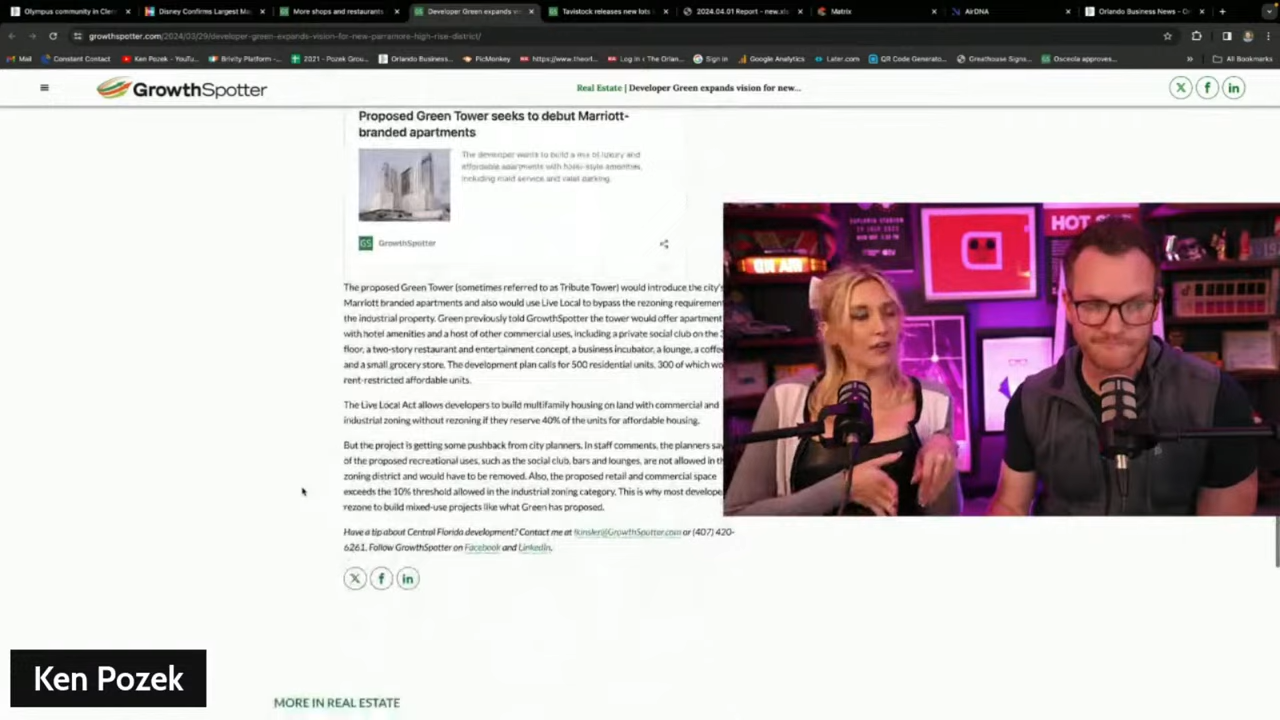 Olympus community in Cler
Disney Confirms Largest Ma
More shops and restaurants
Developer Green expands v
Tavistock releases new lots
2024.04.01 Report - new.xls
Matrix
AirDNA
Orlando Business News - Or
growthspotter.com/2024/03/29/developer-green-expands-vision-for-new-parramore-high-rise-district/
Mail
Constant Contact
Ken Pozek - YouTu...
Brivity Platform -...
2021 - Pozek Grou...
Orlando Business...
PicMonkey
https://www.theorl...
Log in ‹ The Orlan...
Sign in
Google Analytics
Later.com
QR Code Generato...
Greathouse Signs...
Osceola approves...
All Bookmarks
GrowthSpotter
Real Estate | Developer Green expands vision for new...
Proposed Green Tower seeks to debut Marriott-
branded apartments
The developer wants to build a mix of luxury and
affordable apartments with hotel-style amenities,
including maid service and valet parking.
GS GrowthSpotter
The proposed Green Tower (sometimes referred to as Tribute Tower) would introduce the city's
Marriott branded apartments and also would use Live Local to bypass the rezoning requiremen
the industrial property. Green previously told GrowthSpotter the tower would offer apartment
with hotel amenities and a host of other commercial uses, including a private social club on the 3
floor, a two-story restaurant and entertainment concept, a business incubator, a lounge, a coffe
and a small grocery store. The development plan calls for 500 residential units, 300 of which wo
rent-restricted affordable units.
The Live Local Act allows developers to build multifamily housing on land with commercial and
industrial zoning without rezoning if they reserve 40% of the units for affordable housing.
But the project is getting some pushback from city planners. In staff comments, the planners say
of the proposed recreational uses, such as the social club, bars and lounges, are not allowed in th
zoning district and would have to be removed. Also, the proposed retail and commercial space
exceeds the 10% threshold allowed in the industrial zoning category. This is why most develope
rezone to build mixed-use projects like what Green has proposed.
Have a tip about Central Florida development? Contact me at lkinsler@GrowthSpotter.com or (407) 420-
6261. Follow GrowthSpotter on Facebook and LinkedIn.
MORE IN REAL ESTATE
ON AIR
HOT
Ken Pozek